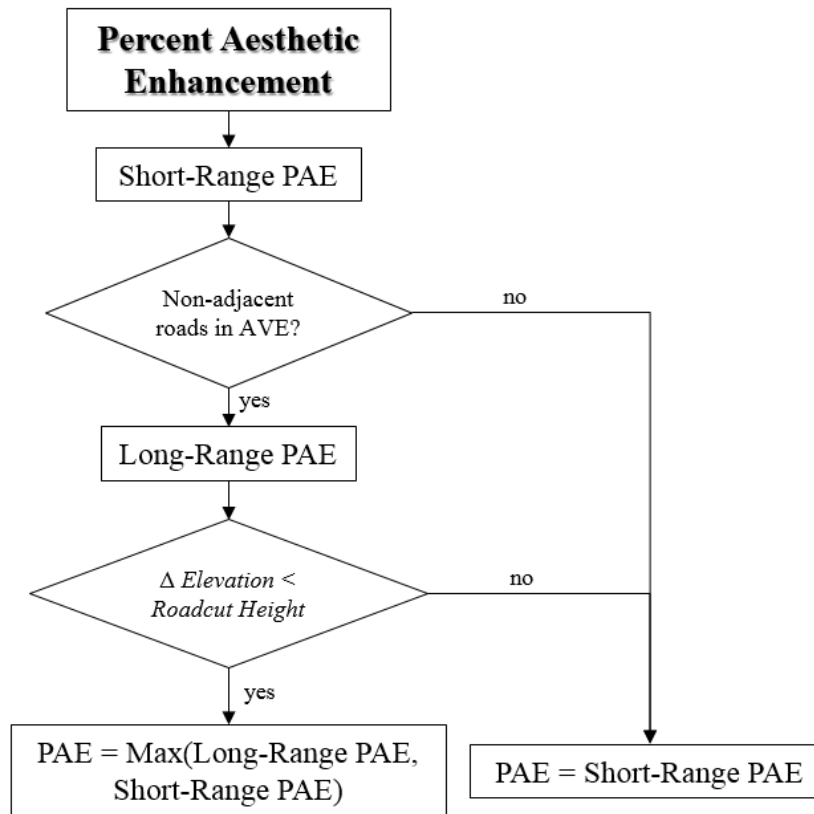 Percent Aesthetic
Enhancement
Short-Range PAE
Non-adjacent
roads in AVE?
no
yes
Long-Range PAE
Δ Elevation <
Roadcut Height
no
yes
PAE = Max(Long-Range PAE,
Short-Range PAE)
PAE = Short-Range PAE